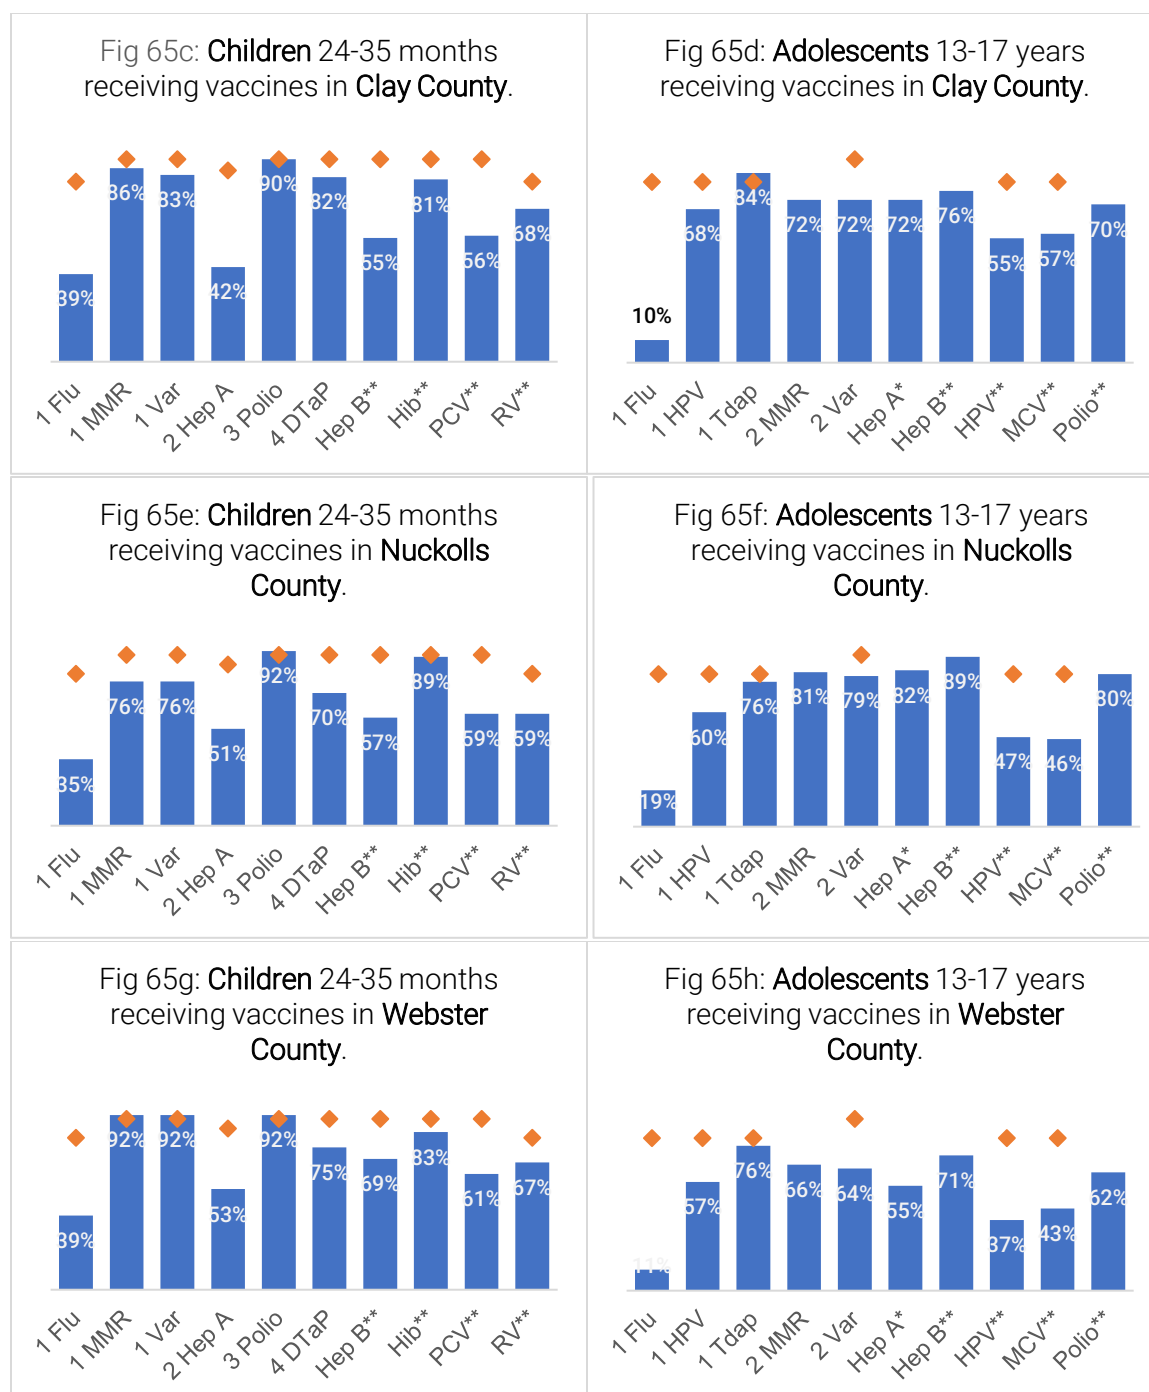 Fig 65c: Children 24-35 months
receiving vaccines in Clay County.
39%
86%
83%
42%
90%
82%
55%
81%
56%
68%
1 Flu
1 MMR
1 Var
2 Hep A
3 Polio
4 DTaP
Hep B**
Hib**
PCV**
RV**
Fig 65d: Adolescents 13-17 years
receiving vaccines in Clay County.
10%
68%
84%
72%
72%
72%
76%
55%
57%
70%
1 Flu
1 HPV
1 Tdap
2 MMR
2 Var
Hep A*
Hep B**
HPV**
MCV**
Polio**
Fig 65e: Children 24-35 months
receiving vaccines in Nuckolls
County.
35%
76%
76%
51%
92%
70%
57%
89%
59%
59%
1 Flu
1 MMR
1 Var
2 Hep A
3 Polio
4 DTaP
Hep B**
Hib**
PCV**
RV**
Fig 65f: Adolescents 13-17 years
receiving vaccines in Nuckolls
County.
19%
60%
76%
81%
79%
82%
89%
47%
46%
80%
1 Flu
1 HPV
1 Tdap
2 MMR
2 Var
Hep A*
Hep B**
HPV**
MCV**
Polio**
Fig 65g: Children 24-35 months
receiving vaccines in Webster
County.
39%
92%
92%
53%
92%
75%
69%
83%
61%
67%
1 Flu
1 MMR
1 Var
2 Hep A
3 Polio
4 DTaP
Hep B**
Hib**
PCV**
RV**
Fig 65h: Adolescents 13-17 years
receiving vaccines in Webster
County.
11%
57%
76%
66%
64%
55%
71%
37%
43%
62%
1 Flu
1 HPV
1 Tdap
2 MMR
2 Var
Hep A*
Hep B**
HPV**
MCV**
Polio**